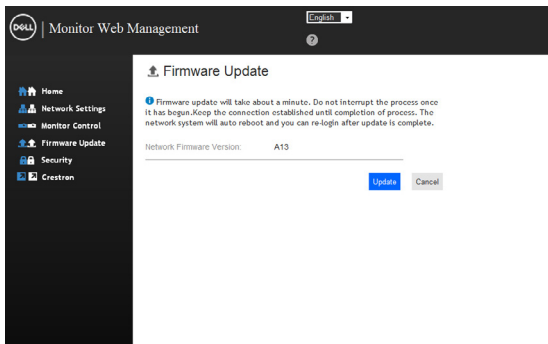 DELL | Monitor Web Management
English
?
Home
Network Settings
Monitor Control
Firmware Update
Security
Crestron
Firmware Update
Firmware update will take about a minute. Do not interrupt the process once
it has begun.Keep the connection established until completion of process. The
network system will auto reboot and you can re-login after update is complete.
Network Firmware Version: A13
Update Cancel